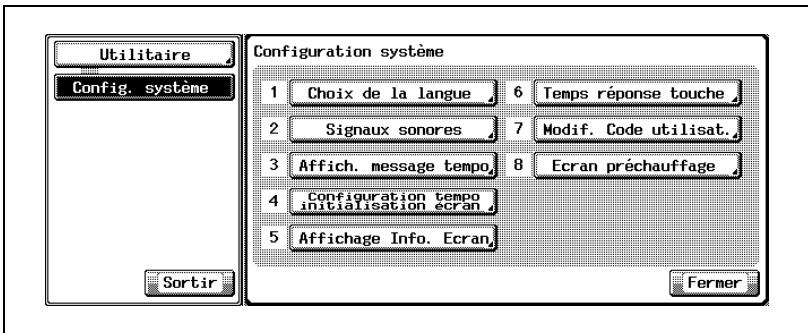 Utilitaire
Config. système
Sortir
Configuration système
1 Choix de la langue
2 Signaux sonores
3 Affich. message tempo
4 Configuration tempo
initialisation écran
5 Affichage Info. Ecran
6 Temps réponse touche
7 Modif. Code utilisat.
8 Ecran préchauffage
Fermer